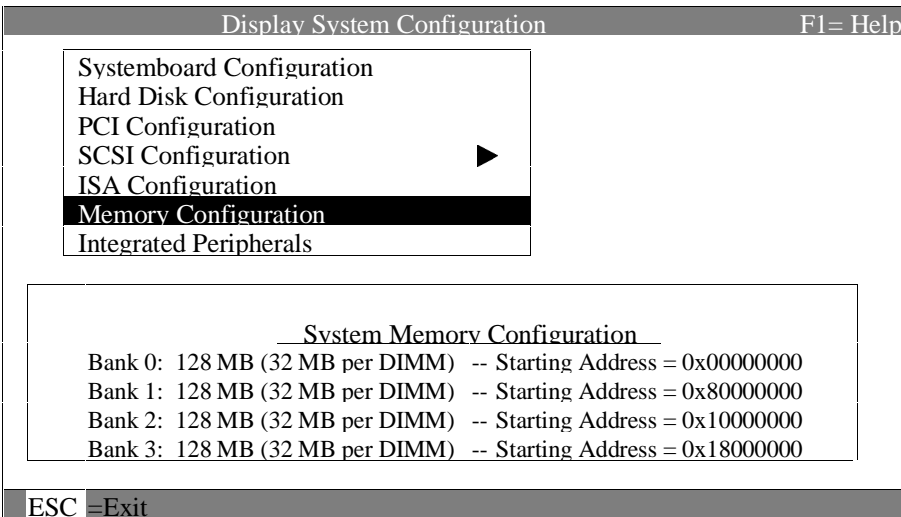 Display System Configuration F1= Help
Systemboard Configuration
Hard Disk Configuration
PCI Configuration
SCSI Configuration
ISA Configuration
Memory Configuration
Integrated Peripherals
System Memory Configuration
Bank 0: 128 MB (32 MB per DIMM) -- Starting Address = 0x00000000
Bank 1: 128 MB (32 MB per DIMM) -- Starting Address = 0x80000000
Bank 2: 128 MB (32 MB per DIMM) -- Starting Address = 0x10000000
Bank 3: 128 MB (32 MB per DIMM) -- Starting Address = 0x18000000
ESC =Exit